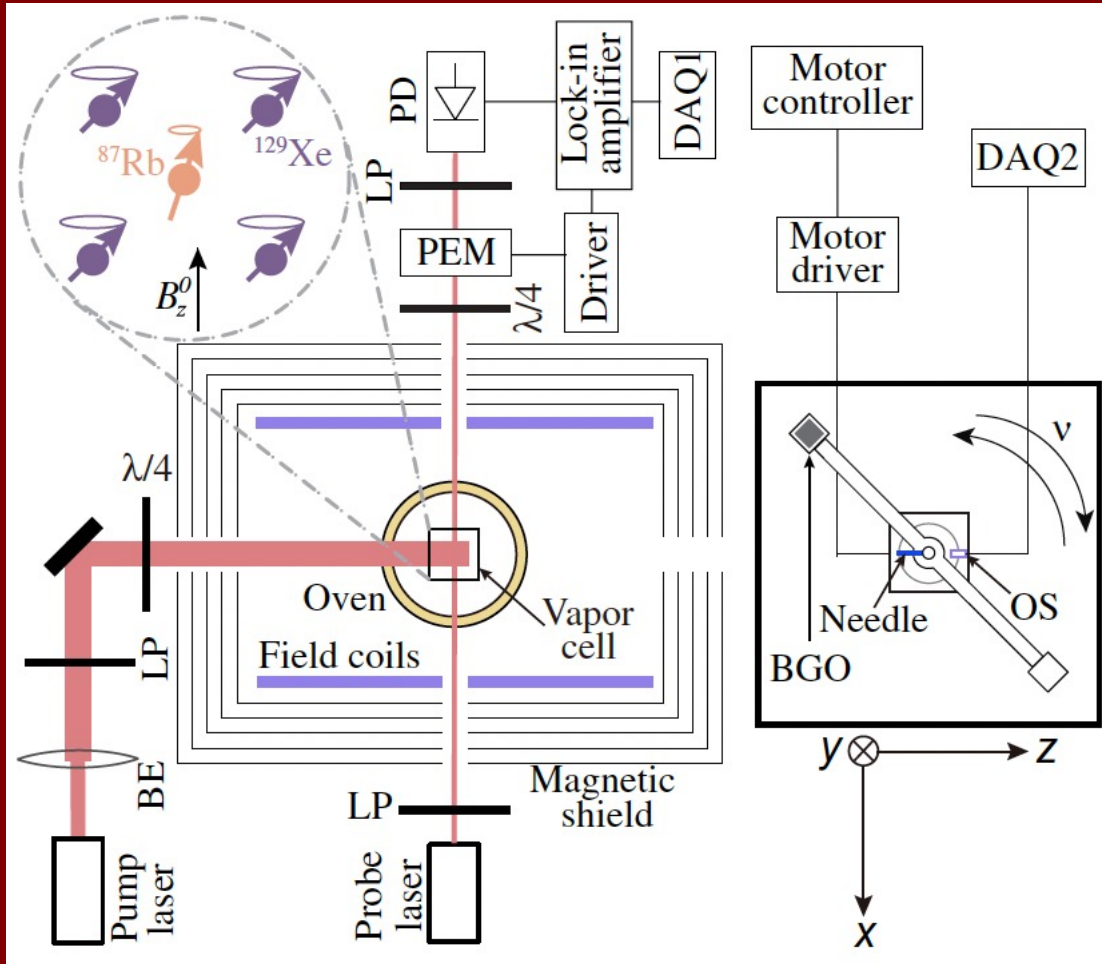 PD
Lock-in
amplifier
DAQ1
Motor
controller
DAQ2
87Rb
129Xe
LP
PEM
Driver
Motor
driver
Bz0
λ/4
λ/4
ν
Oven
Vapor
cell
Needle
OS
LP
Field coils
BGO
BE
Magnetic
shield
y
z
LP
Pump
laser
Probe
laser
x